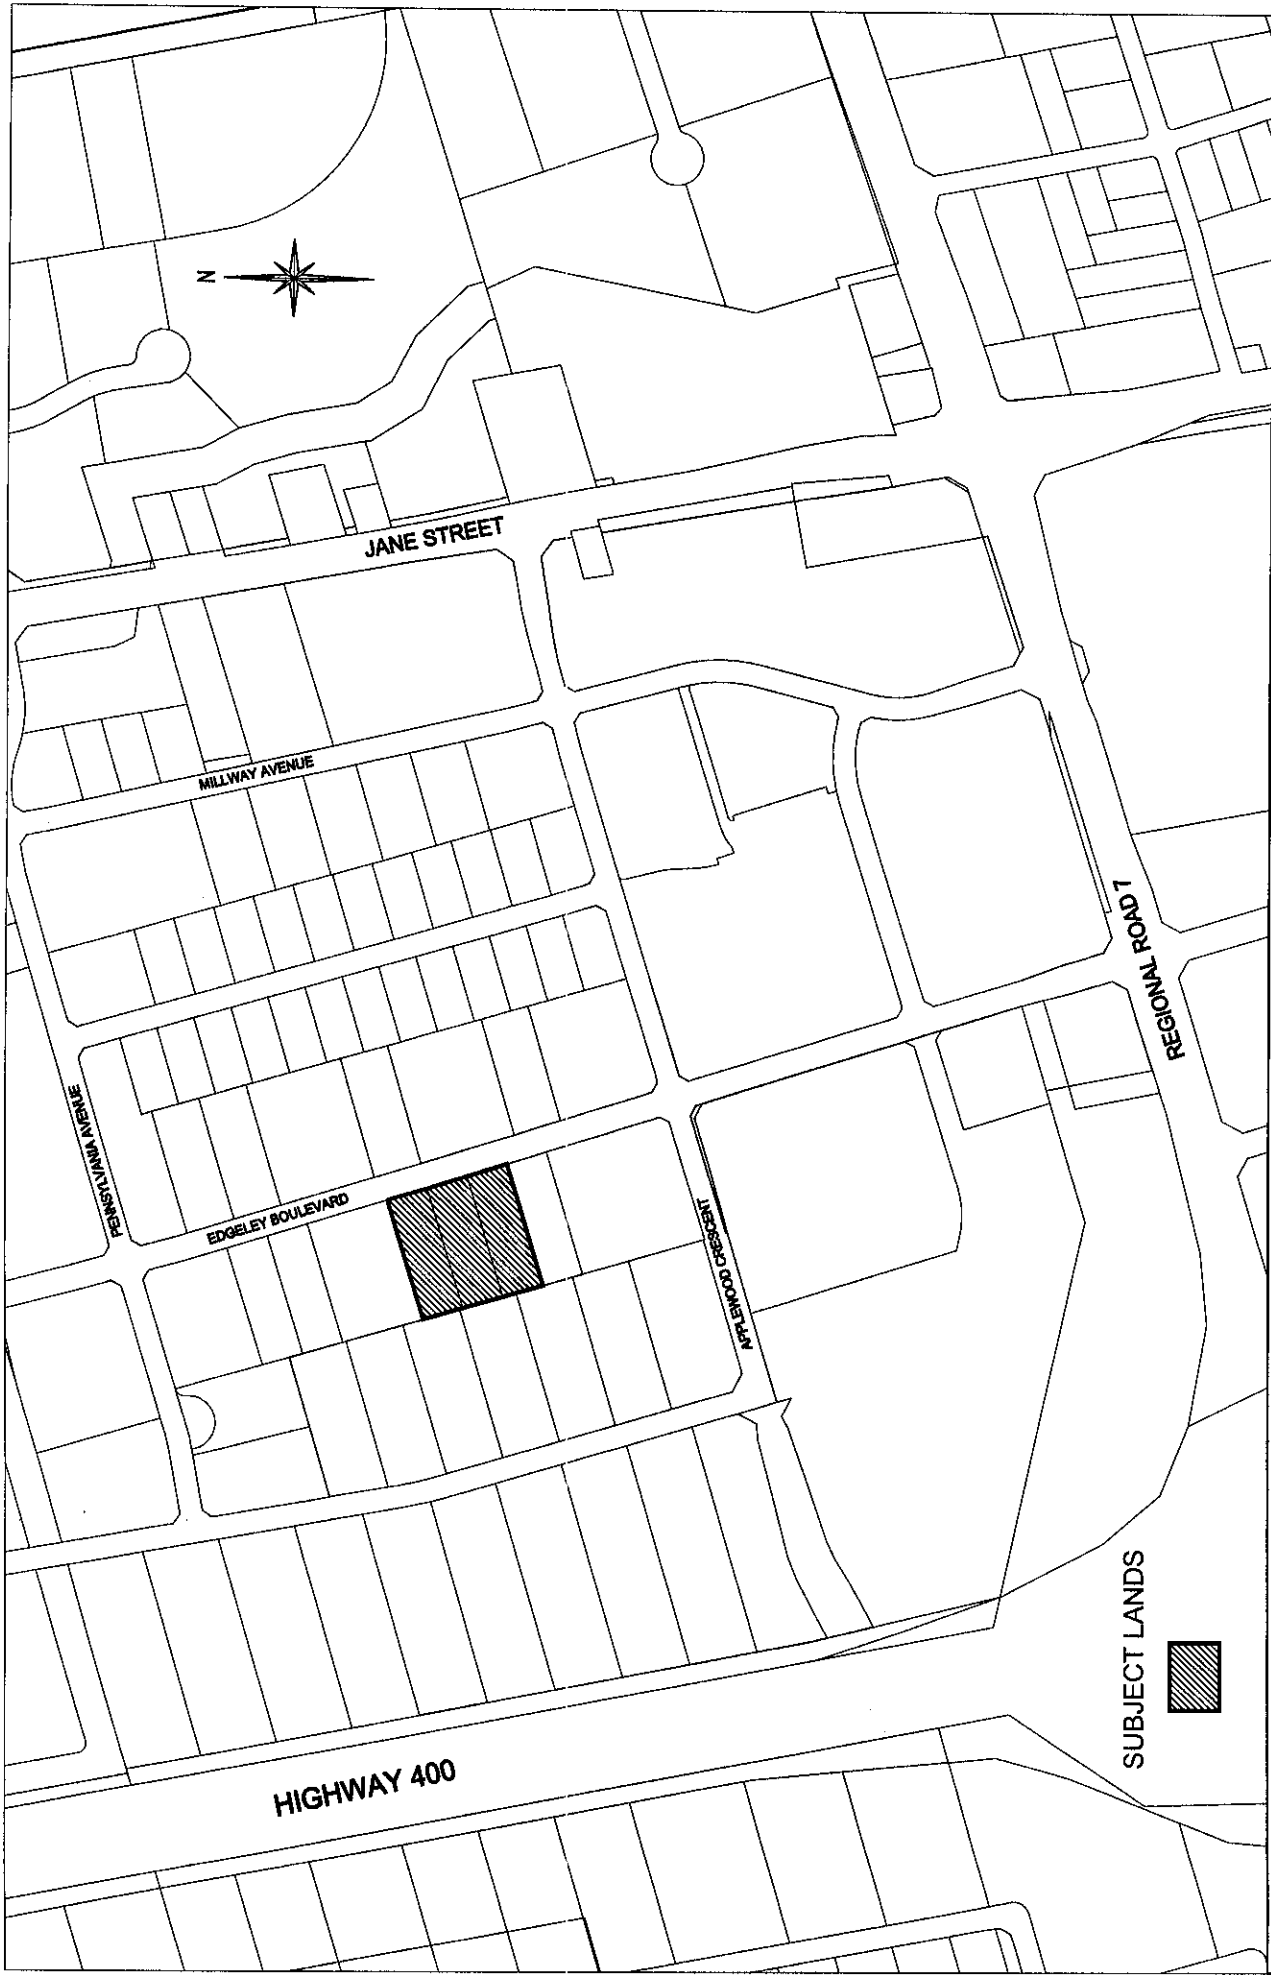 N
JANE STREET
MILLWAY AVENUE
PENNSYLVANIA AVENUE
EDGELEY BOULEVARD
APPLEWOOD CRESCENT
REGIONAL ROAD 7
HIGHWAY 400
SUBJECT LANDS